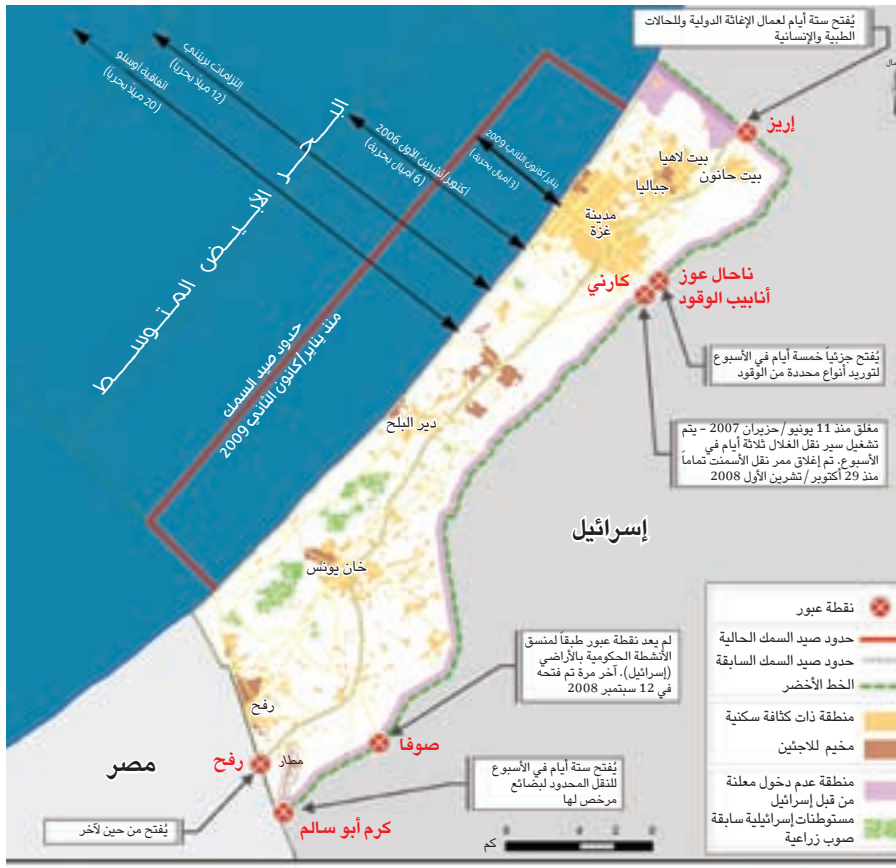 يُفتح ستة أيام لعمال الإغاثة الدولية وللحالات
الطبية والإنسانية
إريز
بيت لاهيا
بيت حانون
جباليا
مدينة
غزة
التزامات برتيني
(12 ميلاً بحرياً)
اتفاقية أوسلو
(20 ميلاً بحرياً)
أكتوبر/تشرين الأول 2006
(6 أميال بحرية)
يناير/كانون الثاني 2009
(3 أميال بحرية)
البحر الأبيض المتوسط
حدود صيد السمك
منذ يناير/كانون الثاني 2009
ناحال عوز
أنابيب الوقود
كارني
يُفتح جزئياً خمسة أيام في الأسبوع
لتوريد أنواع محددة من الوقود
مغلق منذ 11 يونيو/حزيران 2007 – يتم
تشغيل سير نقل الغلال ثلاثة أيام في
الأسبوع. تم إغلاق ممر نقل الأسمنت تماماً
منذ 29 أكتوبر/تشرين الأول 2008
دير البلح
إسرائيل
خان يونس
لم يعد نقطة عبور طبقاً لمنسق
الأنشطة الحكومية بالأراضي
(إسرائيل). آخر مرة تم فتحه
في 12 سبتمبر 2008
رفح
صوفا
مصر
رفح
مطار
كرم أبو سالم
يُفتح ستة أيام في الأسبوع
للنقل المحدود لبضائع
مرخص لها
يُفتح من حين لآخر
نقطة عبور
حدود صيد السمك الحالية
حدود صيد السمك السابقة
الخط الأخضر
منطقة ذات كثافة سكنية
مخيم للاجئين
منطقة عدم دخول معلنة
من قبل إسرائيل
مستوطنات إسرائيلية سابقة
صوب زراعية
كم